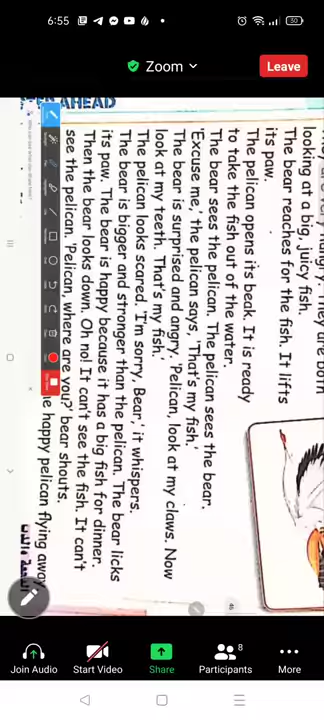 6:55
50
Zoom
Leave
AHEAD
hungry. They are both
looking at a big, juicy fish.
The bear reaches for the fish. It lifts
its paw.
The pelican opens its beak. It is ready
to take the fish out of the water.
The bear sees the pelican. The pelican sees the bear.
'Excuse me,' the pelican says, 'That's my fish.'
The bear is surprised and angry. 'Pelican, look at my claws. Now
look at my teeth. That's my fish.'
The pelican looks scared. 'I'm sorry, Bear,' it whispers.
The bear is bigger and stronger than the pelican. The bear licks
its paw. The bear is happy because it has a big fish for dinner.
Then the bear looks down. Oh no! It can't see the fish. It can't
see the pelican. 'Pelican, where are you?' bear shouts.
happy pelican flying away
46
Join Audio
Start Video
Share
8
Participants
More